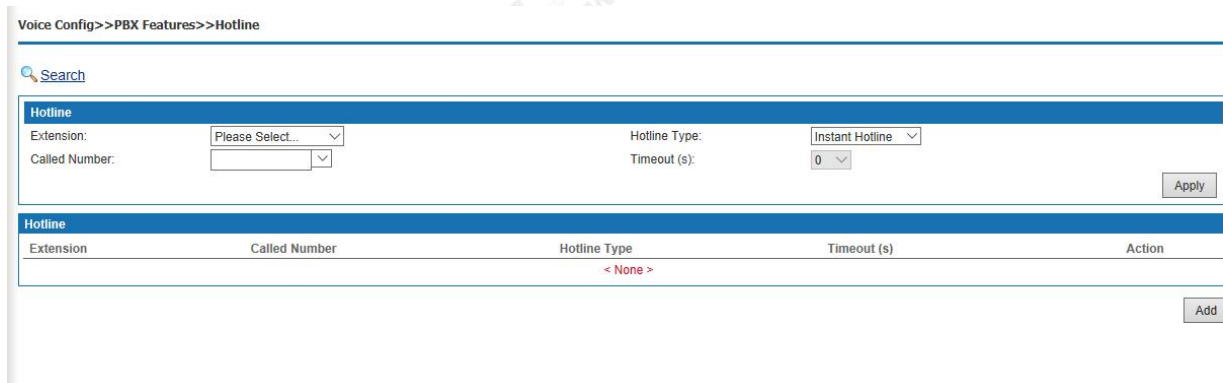 Voice Config>>PBX Features>>Hotline
Search
Hotline
Extension: Please Select... Hotline Type: Instant Hotline
Called Number: Timeout (s): 0
Apply
Hotline
Extension Called Number Hotline Type Timeout (s) Action
< None >
Add